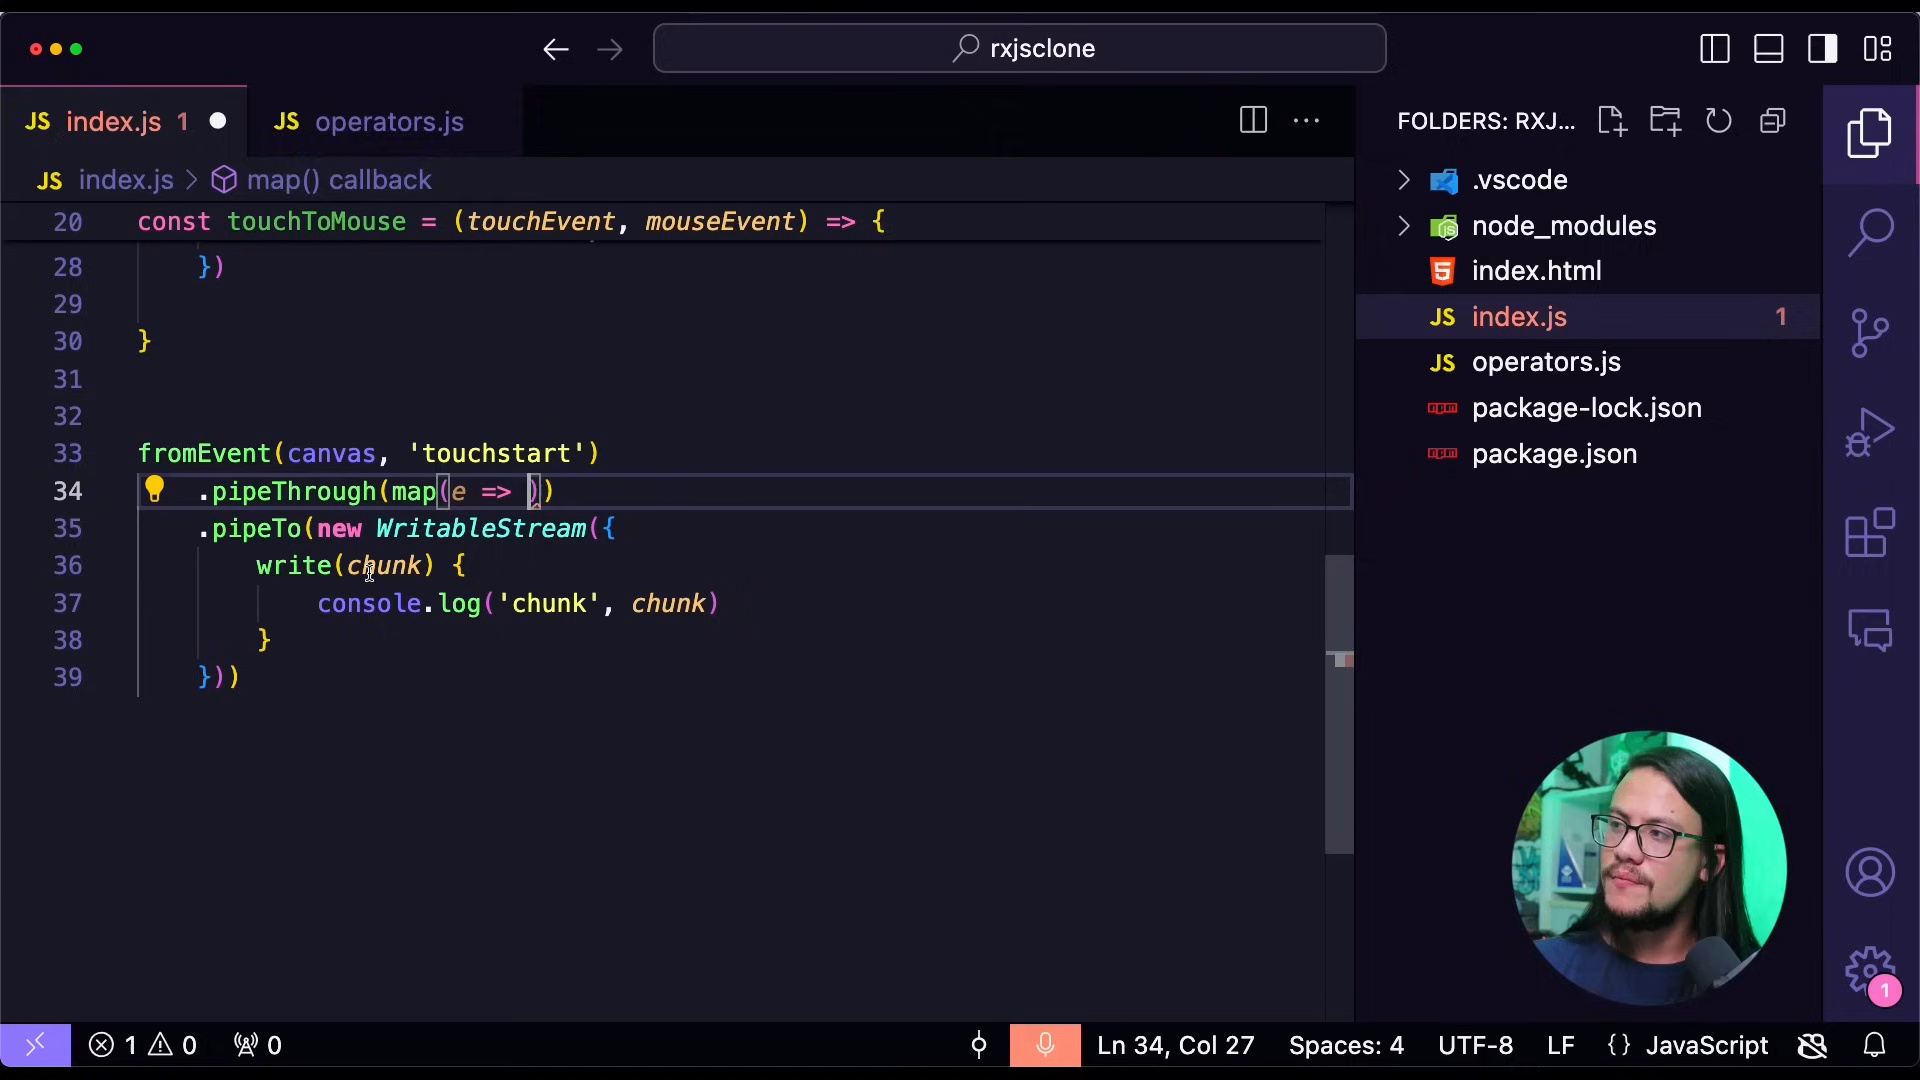 rxjsclone
JS index.js 1
JS operators.js
FOLDERS: RXJ...
JS index.js > map() callback
20 const touchToMouse = (touchEvent, mouseEvent) => {
28 })
29
30 }
31
32
33 fromEvent(canvas, 'touchstart')
34 .pipeThrough(map(e => ))
35 .pipeTo(new WritableStream({
36 write(chunk) {
37 console.log('chunk', chunk)
38 }
39 }))
.vscode
node_modules
index.html
JS index.js 1
JS operators.js
package-lock.json
package.json
1
1 0 0 Ln 34, Col 27 Spaces: 4 UTF-8 LF {} JavaScript